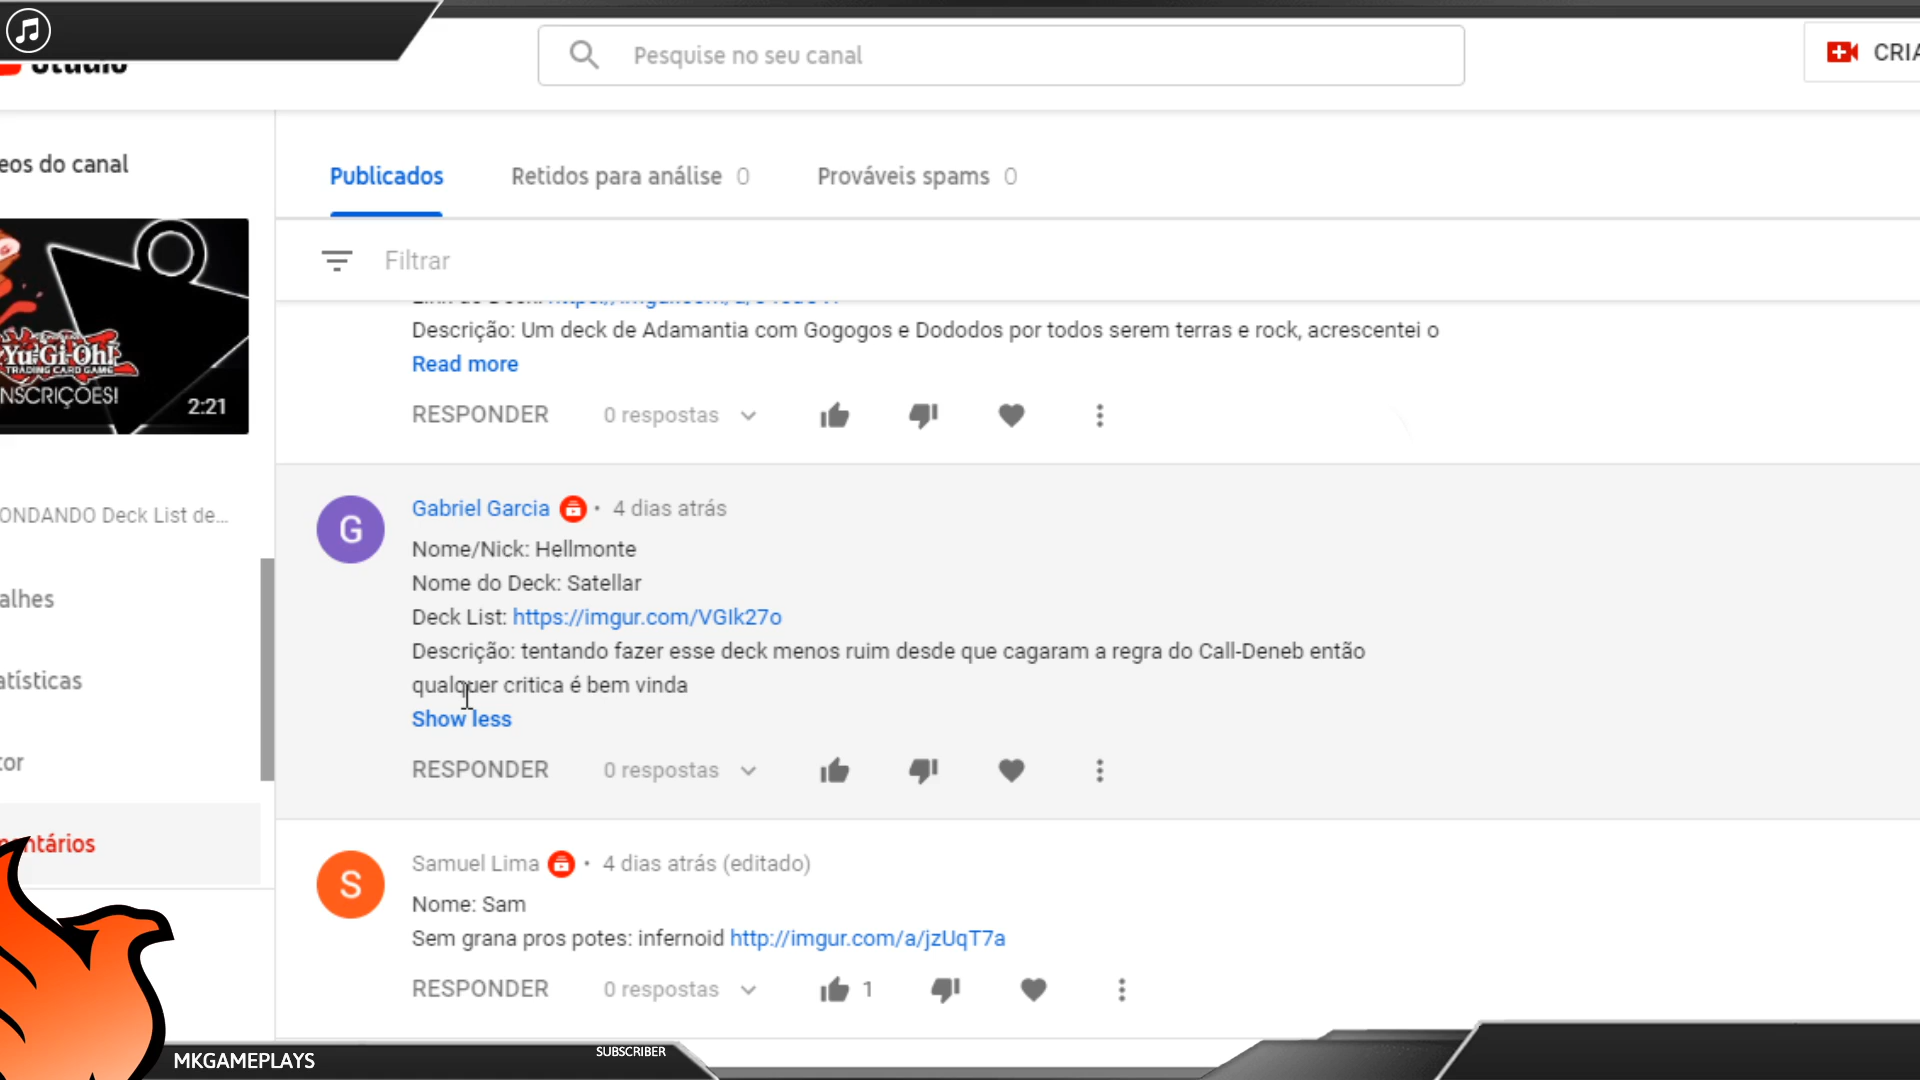 Studio
Pesquise no seu canal
CRIA
eos do canal
Publicados
Retidos para análise 0
Prováveis spams 0
Filtrar
Yu-Gi-Oh!
TRADING CARD GAME
NSCRIÇÕES!
2:21
Descrição: Um deck de Adamantia com Gogogos e Dododos por todos serem terras e rock, acrescentei o
Read more
RESPONDER 0 respostas
ONDANDO Deck List de...
alhes
atísticas
tor
entários
G
Gabriel Garcia • 4 dias atrás
Nome/Nick: Hellmonte
Nome do Deck: Satellar
Deck List: https://imgur.com/VGIk27o
Descrição: tentando fazer esse deck menos ruim desde que cagaram a regra do Call-Deneb então
qualquer critica é bem vinda
Show less
RESPONDER 0 respostas
S
Samuel Lima • 4 dias atrás (editado)
Nome: Sam
Sem grana pros potes: infernoid http://imgur.com/a/jzUqT7a
RESPONDER 0 respostas 1
MKGAMEPLAYS
SUBSCRIBER